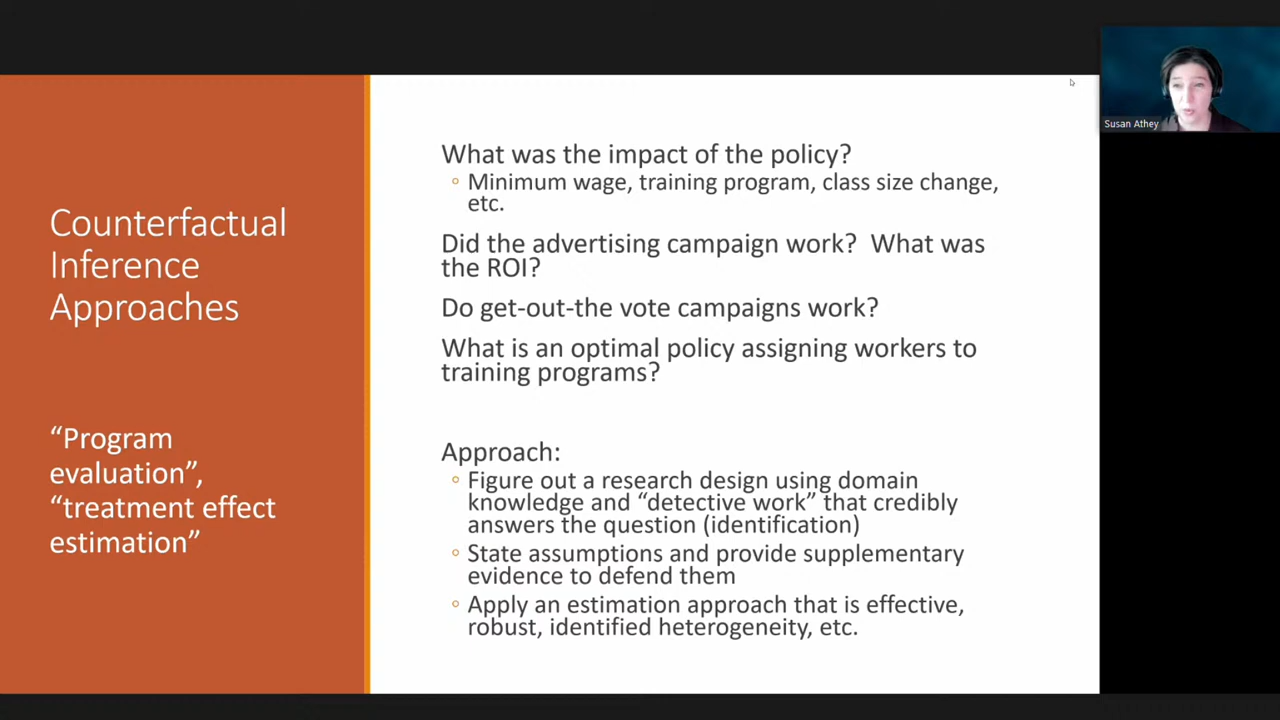 Counterfactual
Inference
Approaches
“Program
evaluation”,
“treatment effect
estimation”
What was the impact of the policy?
◦ Minimum wage, training program, class size change,
etc.
Did the advertising campaign work?  What was
the ROI?
Do get-out-the vote campaigns work?
What is an optimal policy assigning workers to
training programs?
Approach:
◦ Figure out a research design using domain
knowledge and “detective work” that credibly
answers the question (identification)
◦ State assumptions and provide supplementary
evidence to defend them
◦ Apply an estimation approach that is effective,
robust, identified heterogeneity, etc.
Susan Athey